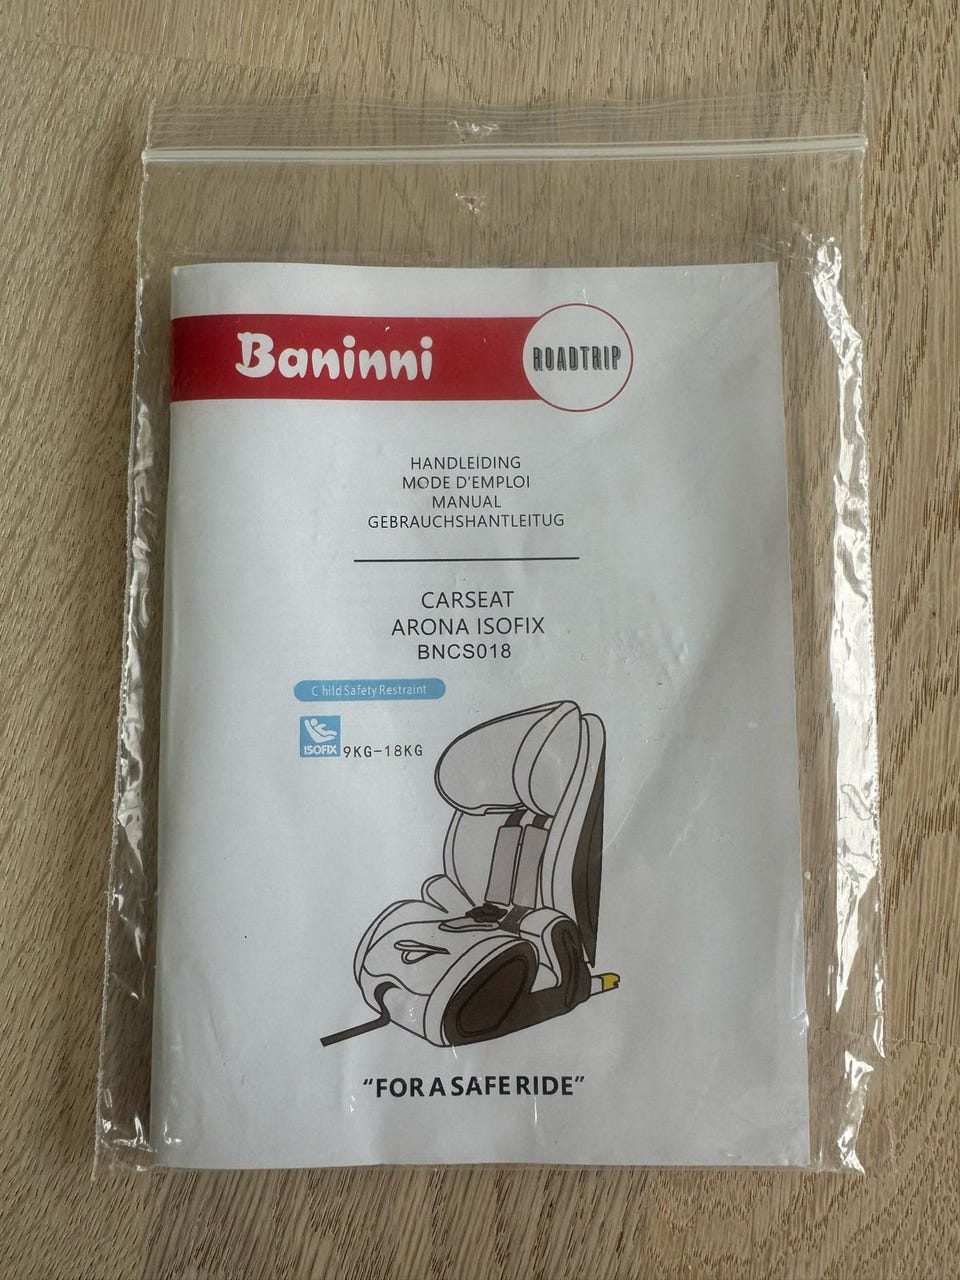 Baninni
ROADTRIP
HANDLEIDING
MODE D'EMPLOI
MANUAL
GEBRAUCHSHANTLEITUG
CARSEAT
ARONA ISOFIX
BNCS018
Child Safety Restraint
ISOFIX 9KG-18KG
"FOR A SAFE RIDE"